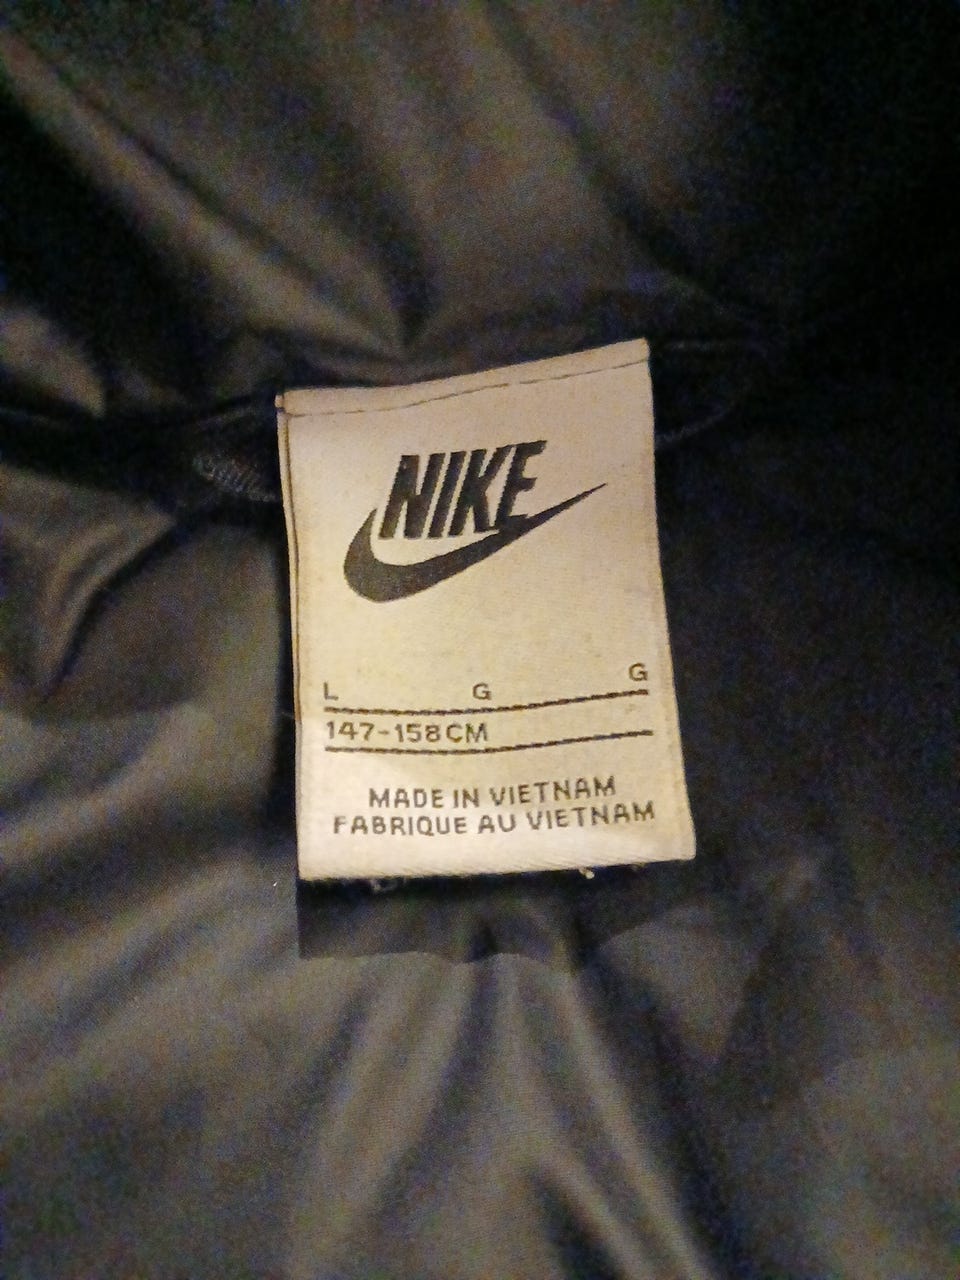 NIKE
L G G
147-158CM
MADE IN VIETNAM
FABRIQUE AU VIETNAM